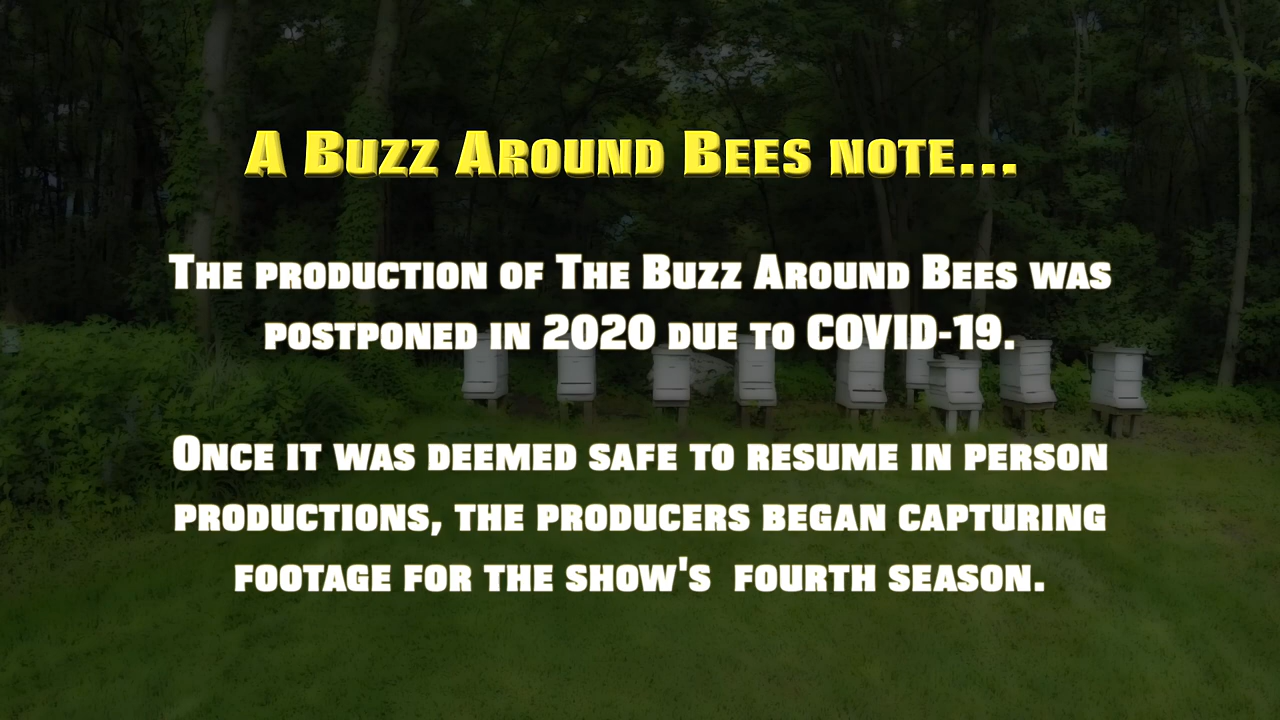 A Buzz Around Bees note...
The production of The Buzz Around Bees was
postponed in 2020 due to COVID-19.
Once it was deemed safe to resume in person
productions, the producers began capturing
footage for the show's  fourth season.